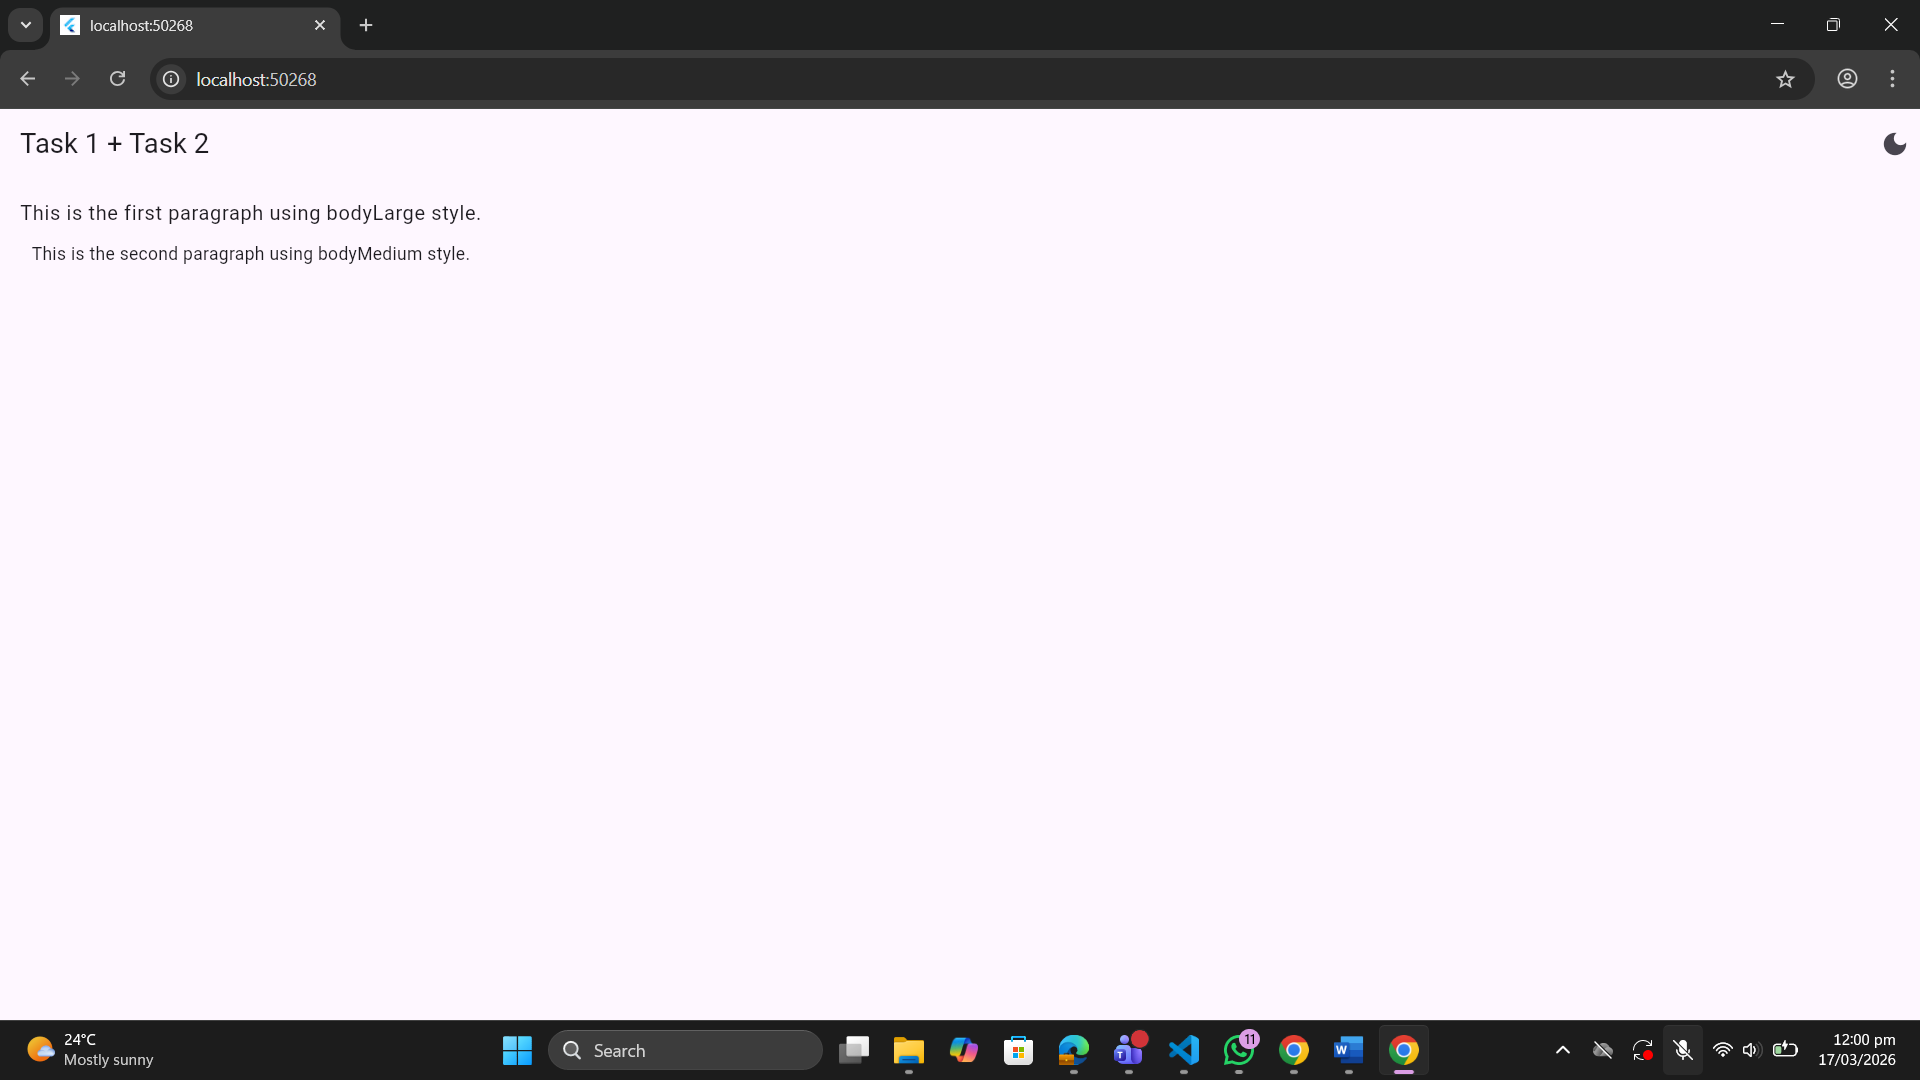 localhost:50268
localhost:50268
Task 1 + Task 2
This is the first paragraph using bodyLarge style.
This is the second paragraph using bodyMedium style.
24°C
Mostly sunny
Search
T
11
W
12:00 pm
17/03/2026